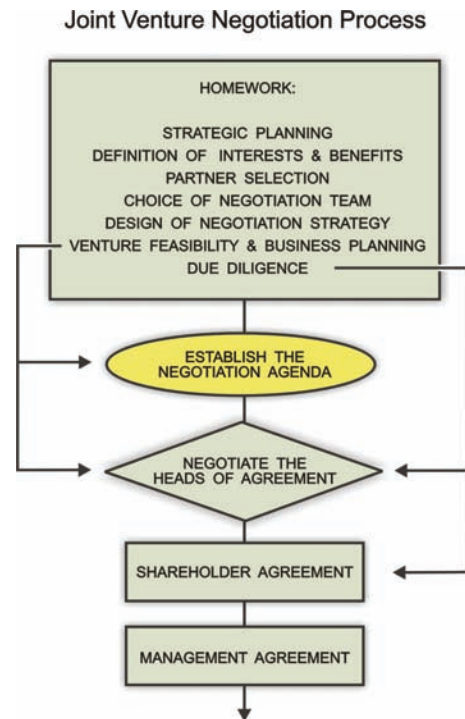 Joint Venture Negotiation Process
HOMEWORK:
STRATEGIC PLANNING
DEFINITION OF INTERESTS & BENEFITS
PARTNER SELECTION
CHOICE OF NEGOTIATION TEAM
DESIGN OF NEGOTIATION STRATEGY
VENTURE FEASIBILITY & BUSINESS PLANNING
DUE DILIGENCE
ESTABLISH THE
NEGOTIATION AGENDA
NEGOTIATE THE
HEADS OF AGREEMENT
SHAREHOLDER AGREEMENT
MANAGEMENT AGREEMENT